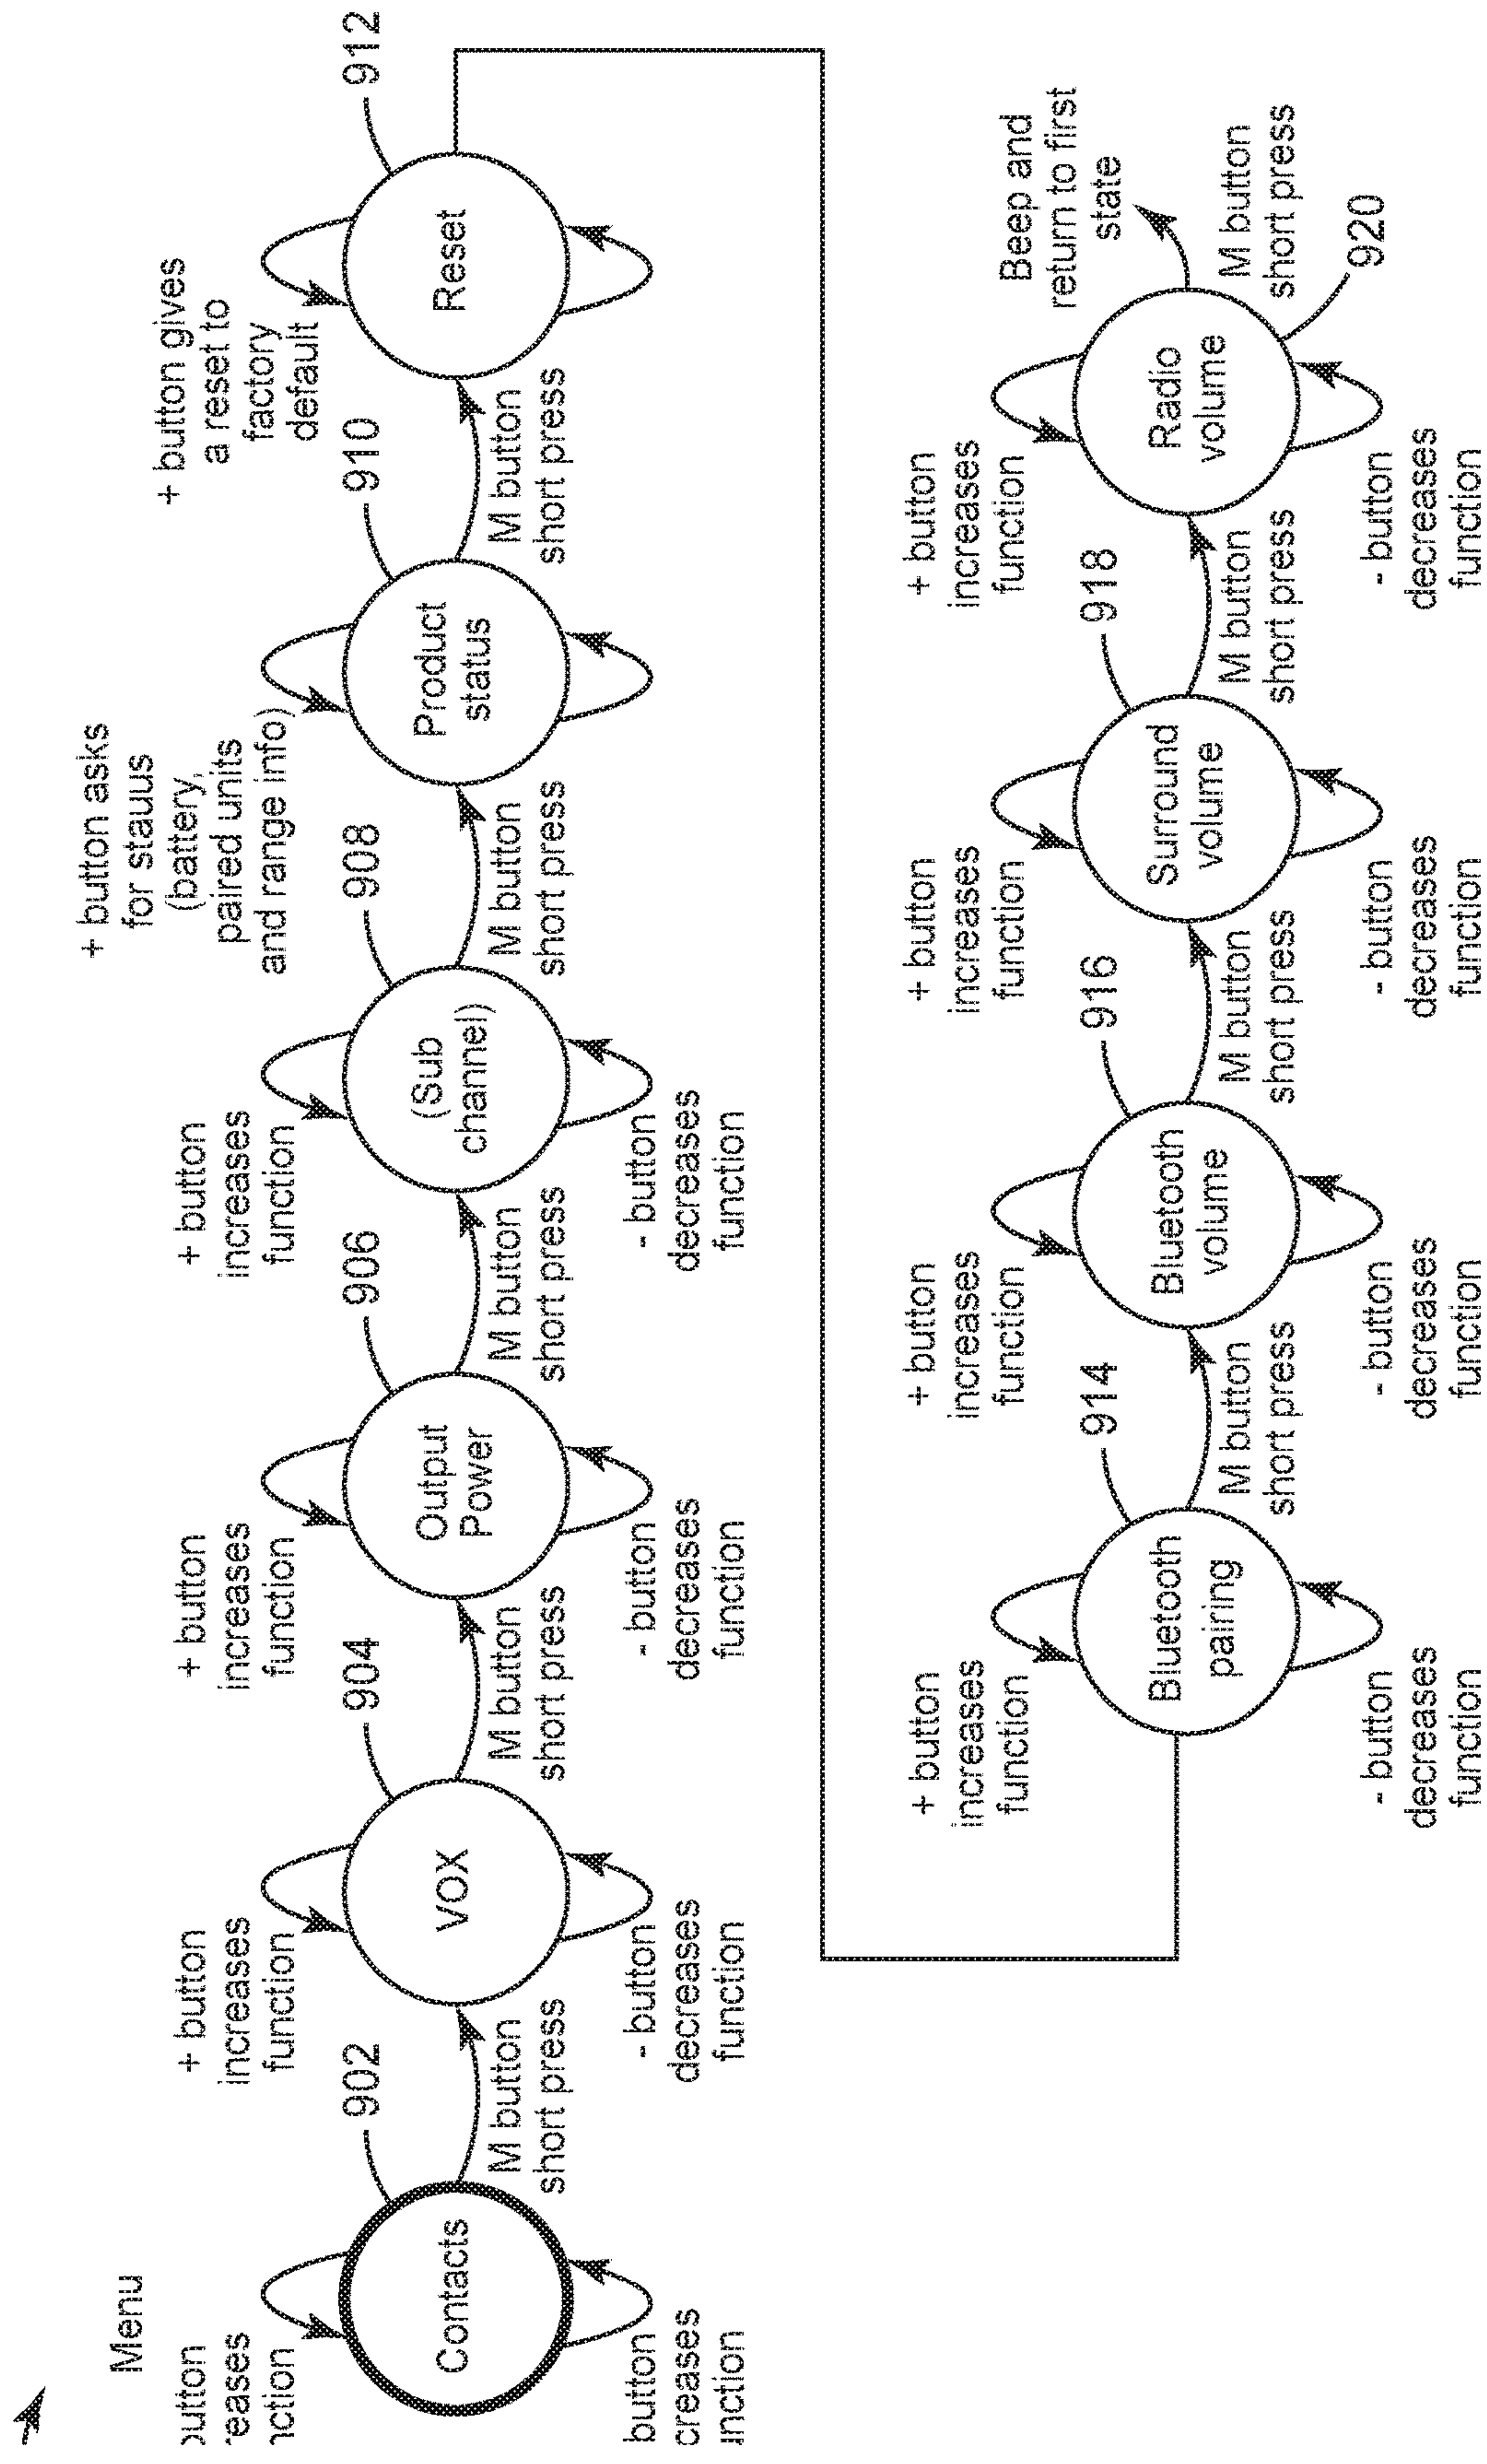 Menu
button
reases
nction
Contacts
button
creases
unction
902
M button
short press
+ button
increases
function
VOX
- button
decreases
function
904
M button
short press
+ button
increases
function
Output
Power
- button
decreases
function
906
M button
short press
+ button
increases
function
(Sub
channel)
- button
decreases
function
908
M button
short press
+ button asks
for stauus
(battery,
paired units
and range info)
Product
status
910
M button
short press
+ button gives
a reset to
factory
default
Reset
912
+ button
increases
function
Bluetooth
pairing
- button
decreases
function
914
M button
short press
+ button
increases
function
Bluetooth
volume
- button
decreases
function
916
M button
short press
+ button
increases
function
Surround
volume
- button
decreases
function
918
M button
short press
+ button
increases
function
Radio
volume
- button
decreases
function
920
M button
short press
Beep and
return to first
state